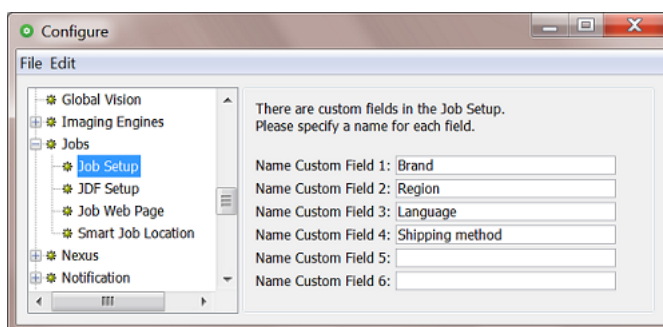 Configure
File Edit
Global Vision
Imaging Engines
Jobs
Job Setup
JDF Setup
Job Web Page
Smart Job Location
Nexus
Notification
There are custom fields in the Job Setup.
Please specify a name for each field.
Name Custom Field 1: Brand
Name Custom Field 2: Region
Name Custom Field 3: Language
Name Custom Field 4: Shipping method
Name Custom Field 5:
Name Custom Field 6: